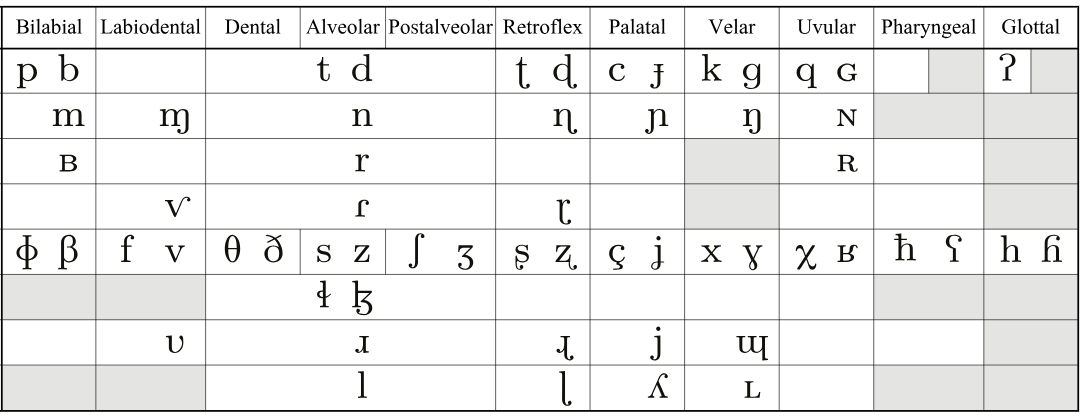 Bilabial Labiodental Dental Alveolar Postalveolar Retroflex Palatal Velar Uvular Pharyngeal Glottal
p b t d ʈ ɖ c ɟ k ɡ q ɢ ʔ
m ɱ n ɳ ɲ ŋ ɴ
ʙ r ʀ
ⱱ ɾ ɽ
ɸ β f v θ ð s z ʃ ʒ ʂ ʐ ç ʝ x ɣ χ ʁ ħ ʕ h ɦ
ɬ ɮ
ʋ ɹ ɻ j ɰ
l ɭ ʎ ʟ